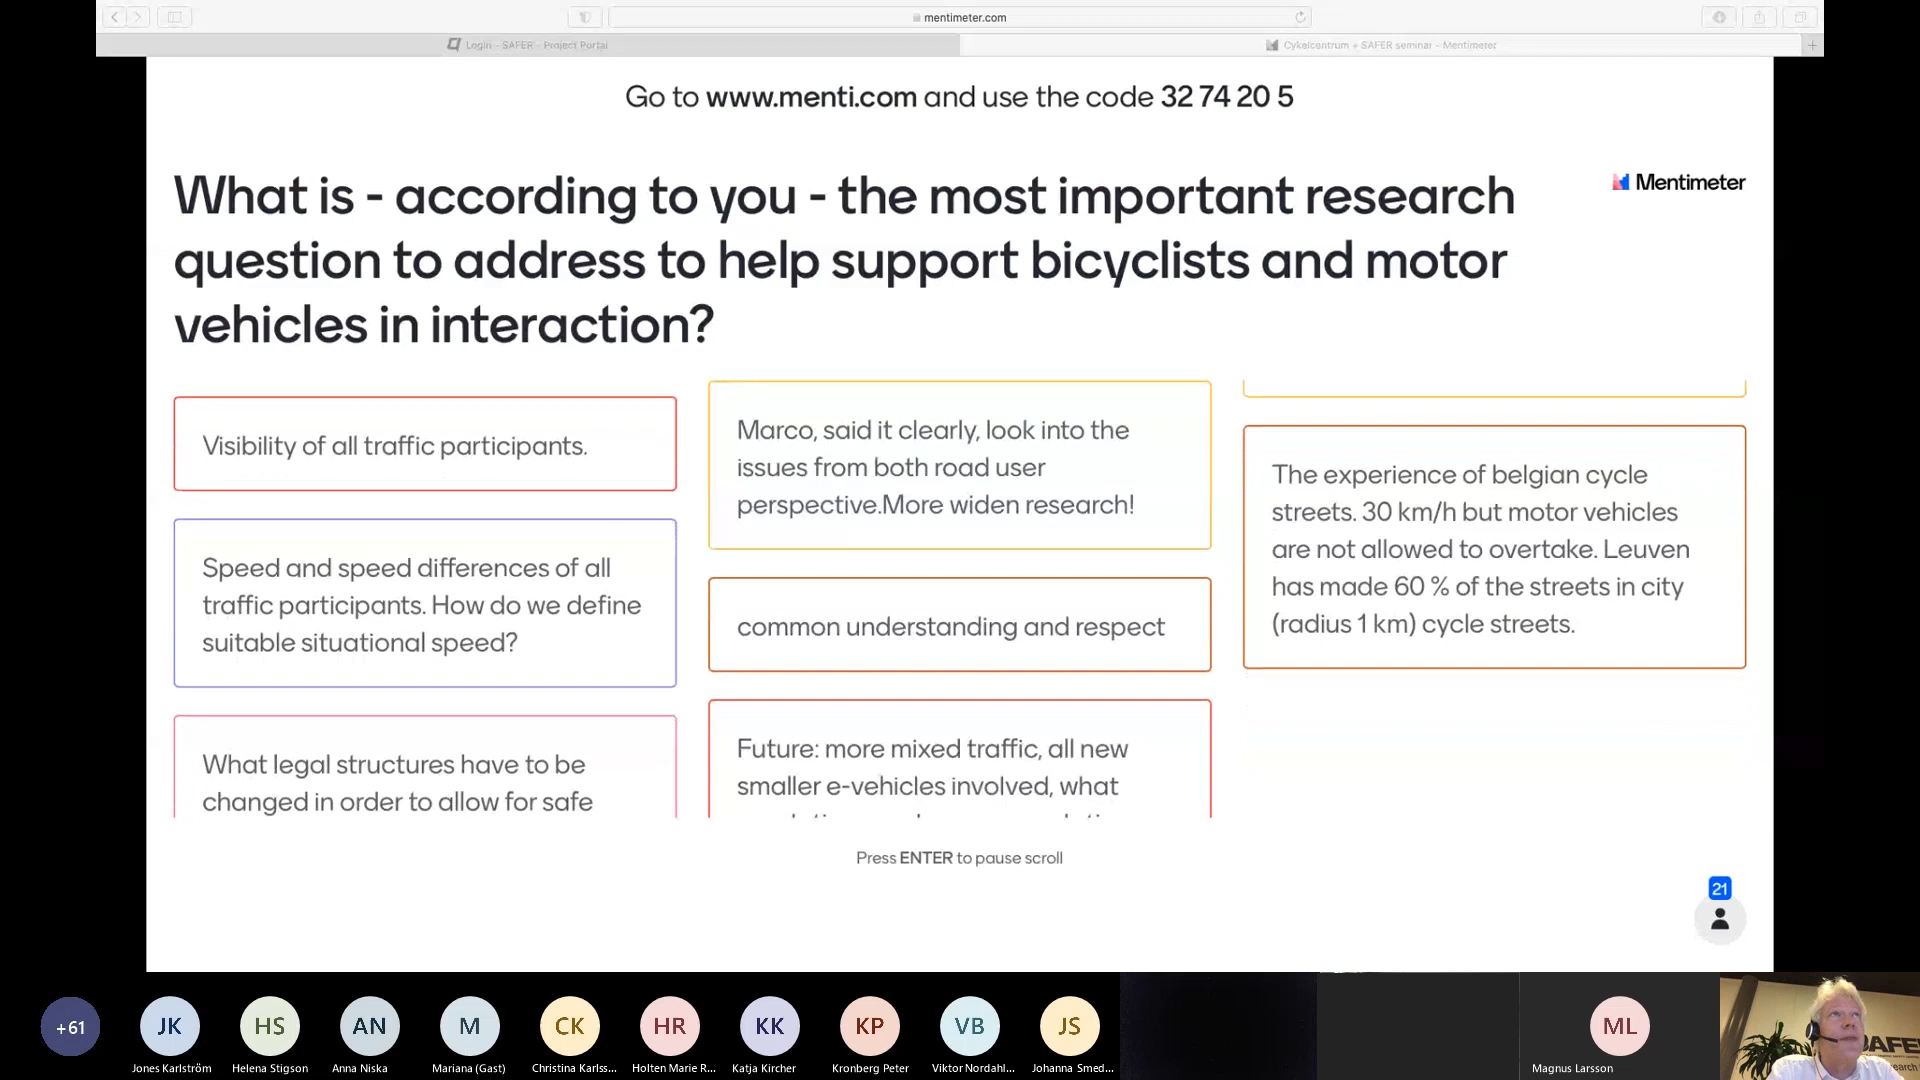 mentimeter.com
Login - SAFER - Project Portal
Cykelcentrum + SAFER seminar - Mentimeter
Go to www.menti.com and use the code 32 74 20 5
What is - according to you - the most important research
question to address to help support bicyclists and motor
vehicles in interaction?
Mentimeter
Visibility of all traffic participants.
Speed and speed differences of all
traffic participants. How do we define
suitable situational speed?
What legal structures have to be
changed in order to allow for safe
Marco, said it clearly, look into the
issues from both road user
perspective.More widen research!
common understanding and respect
Future: more mixed traffic, all new
smaller e-vehicles involved, what
The experience of belgian cycle
streets. 30 km/h but motor vehicles
are not allowed to overtake. Leuven
has made 60 % of the streets in city
(radius 1 km) cycle streets.
Press ENTER to pause scroll
21
+61
JK
HS
AN
M
CK
HR
KK
KP
VB
JS
ML
Jones Karlström
Helena Stigson
Anna Niska
Mariana (Gast)
Christina Karlss...
Holten Marie R...
Katja Kircher
Kronberg Peter
Viktor Nordahl...
Johanna Smed...
Magnus Larsson